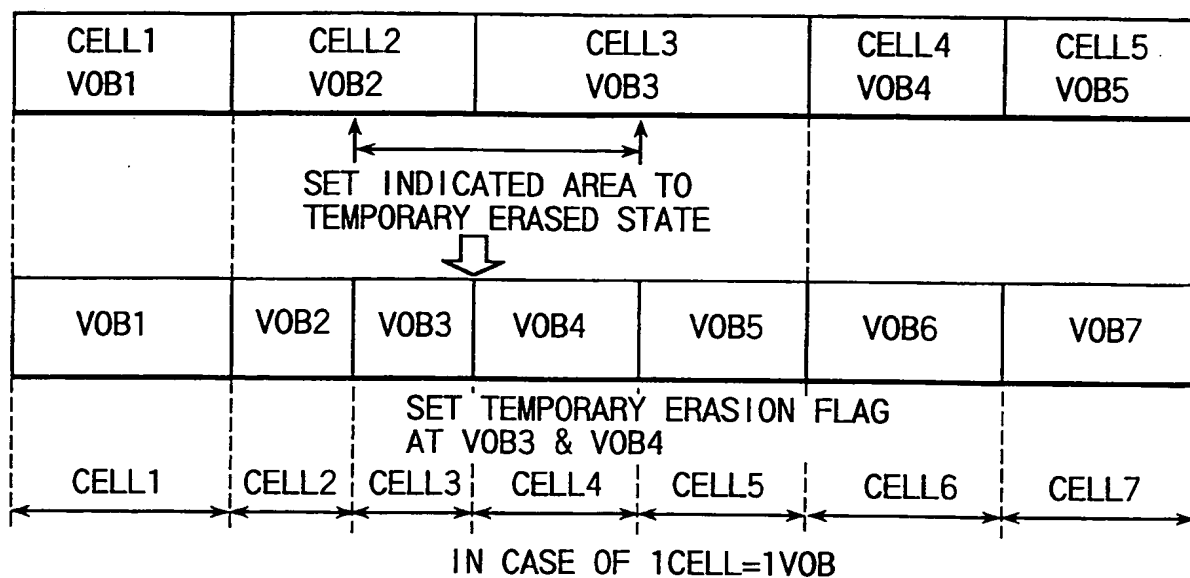 CELL1 CELL2 CELL3 CELL4 CELL5
VOB1 VOB2 VOB3 VOB4 VOB5
SET INDICATED AREA TO
TEMPORARY ERASED STATE
VOB1 VOB2 VOB3 VOB4 VOB5 VOB6 VOB7
SET TEMPORARY ERASION FLAG
AT VOB3 & VOB4
CELL1 CELL2 CELL3 CELL4 CELL5 CELL6 CELL7
IN CASE OF 1CELL=1VOB